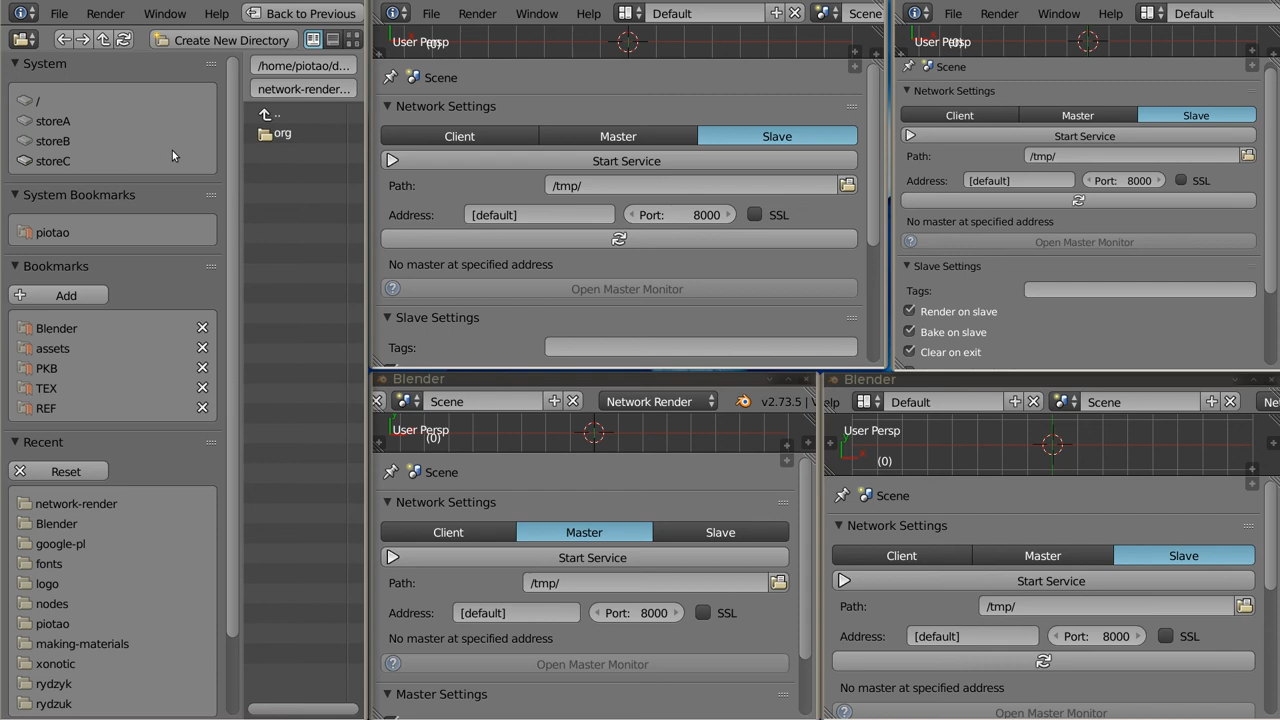 File Render Window Help Back to Previous
Create New Directory
System
/
storeA
storeB
storeC
System Bookmarks
piotao
Bookmarks
Add
Blender
assets
PKB
TEX
REF
Recent
Reset
network-render
Blender
google-pl
fonts
logo
nodes
piotao
making-materials
xonotic
rydzyk
rydzuk
/home/piotao/d...
network-render...
..
org
File Render Window Help Default Scene
User Persp
(0)
Scene
Network Settings
Client Master Slave
Start Service
Path: /tmp/
Address: [default] Port: 8000 SSL
No master at specified address
Open Master Monitor
Slave Settings
Tags:
File Render Window Help Default
User Persp
(0)
Scene
Network Settings
Client Master Slave
Start Service
Path: /tmp/
Address: [default] Port: 8000 SSL
No master at specified address
Open Master Monitor
Slave Settings
Tags:
Render on slave
Bake on slave
Clear on exit
Blender
Scene Network Render v2.73.5 |
User Persp
(0)
Scene
Network Settings
Client Master Slave
Start Service
Path: /tmp/
Address: [default] Port: 8000 SSL
No master at specified address
Open Master Monitor
Master Settings
Blender
elp Default Scene Ne
User Persp
y
x
(0)
Scene
Network Settings
Client Master Slave
Start Service
Path: /tmp/
Address: [default] Port: 8000 SSL
No master at specified address
Open Master Monitor